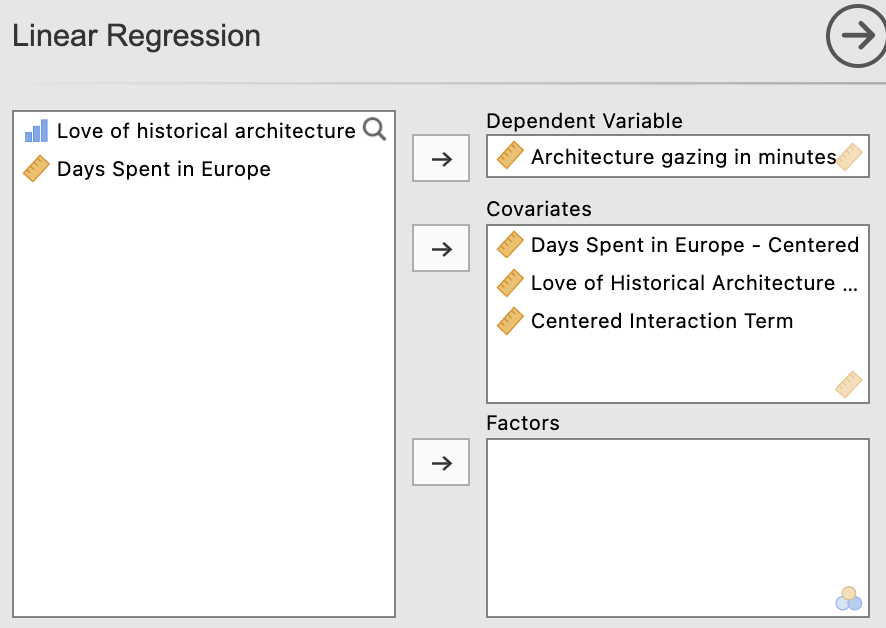 Linear Regression
Love of historical architecture
Days Spent in Europe
Dependent Variable
Architecture gazing in minutes
Covariates
Days Spent in Europe - Centered
Love of Historical Architecture ...
Centered Interaction Term
Factors